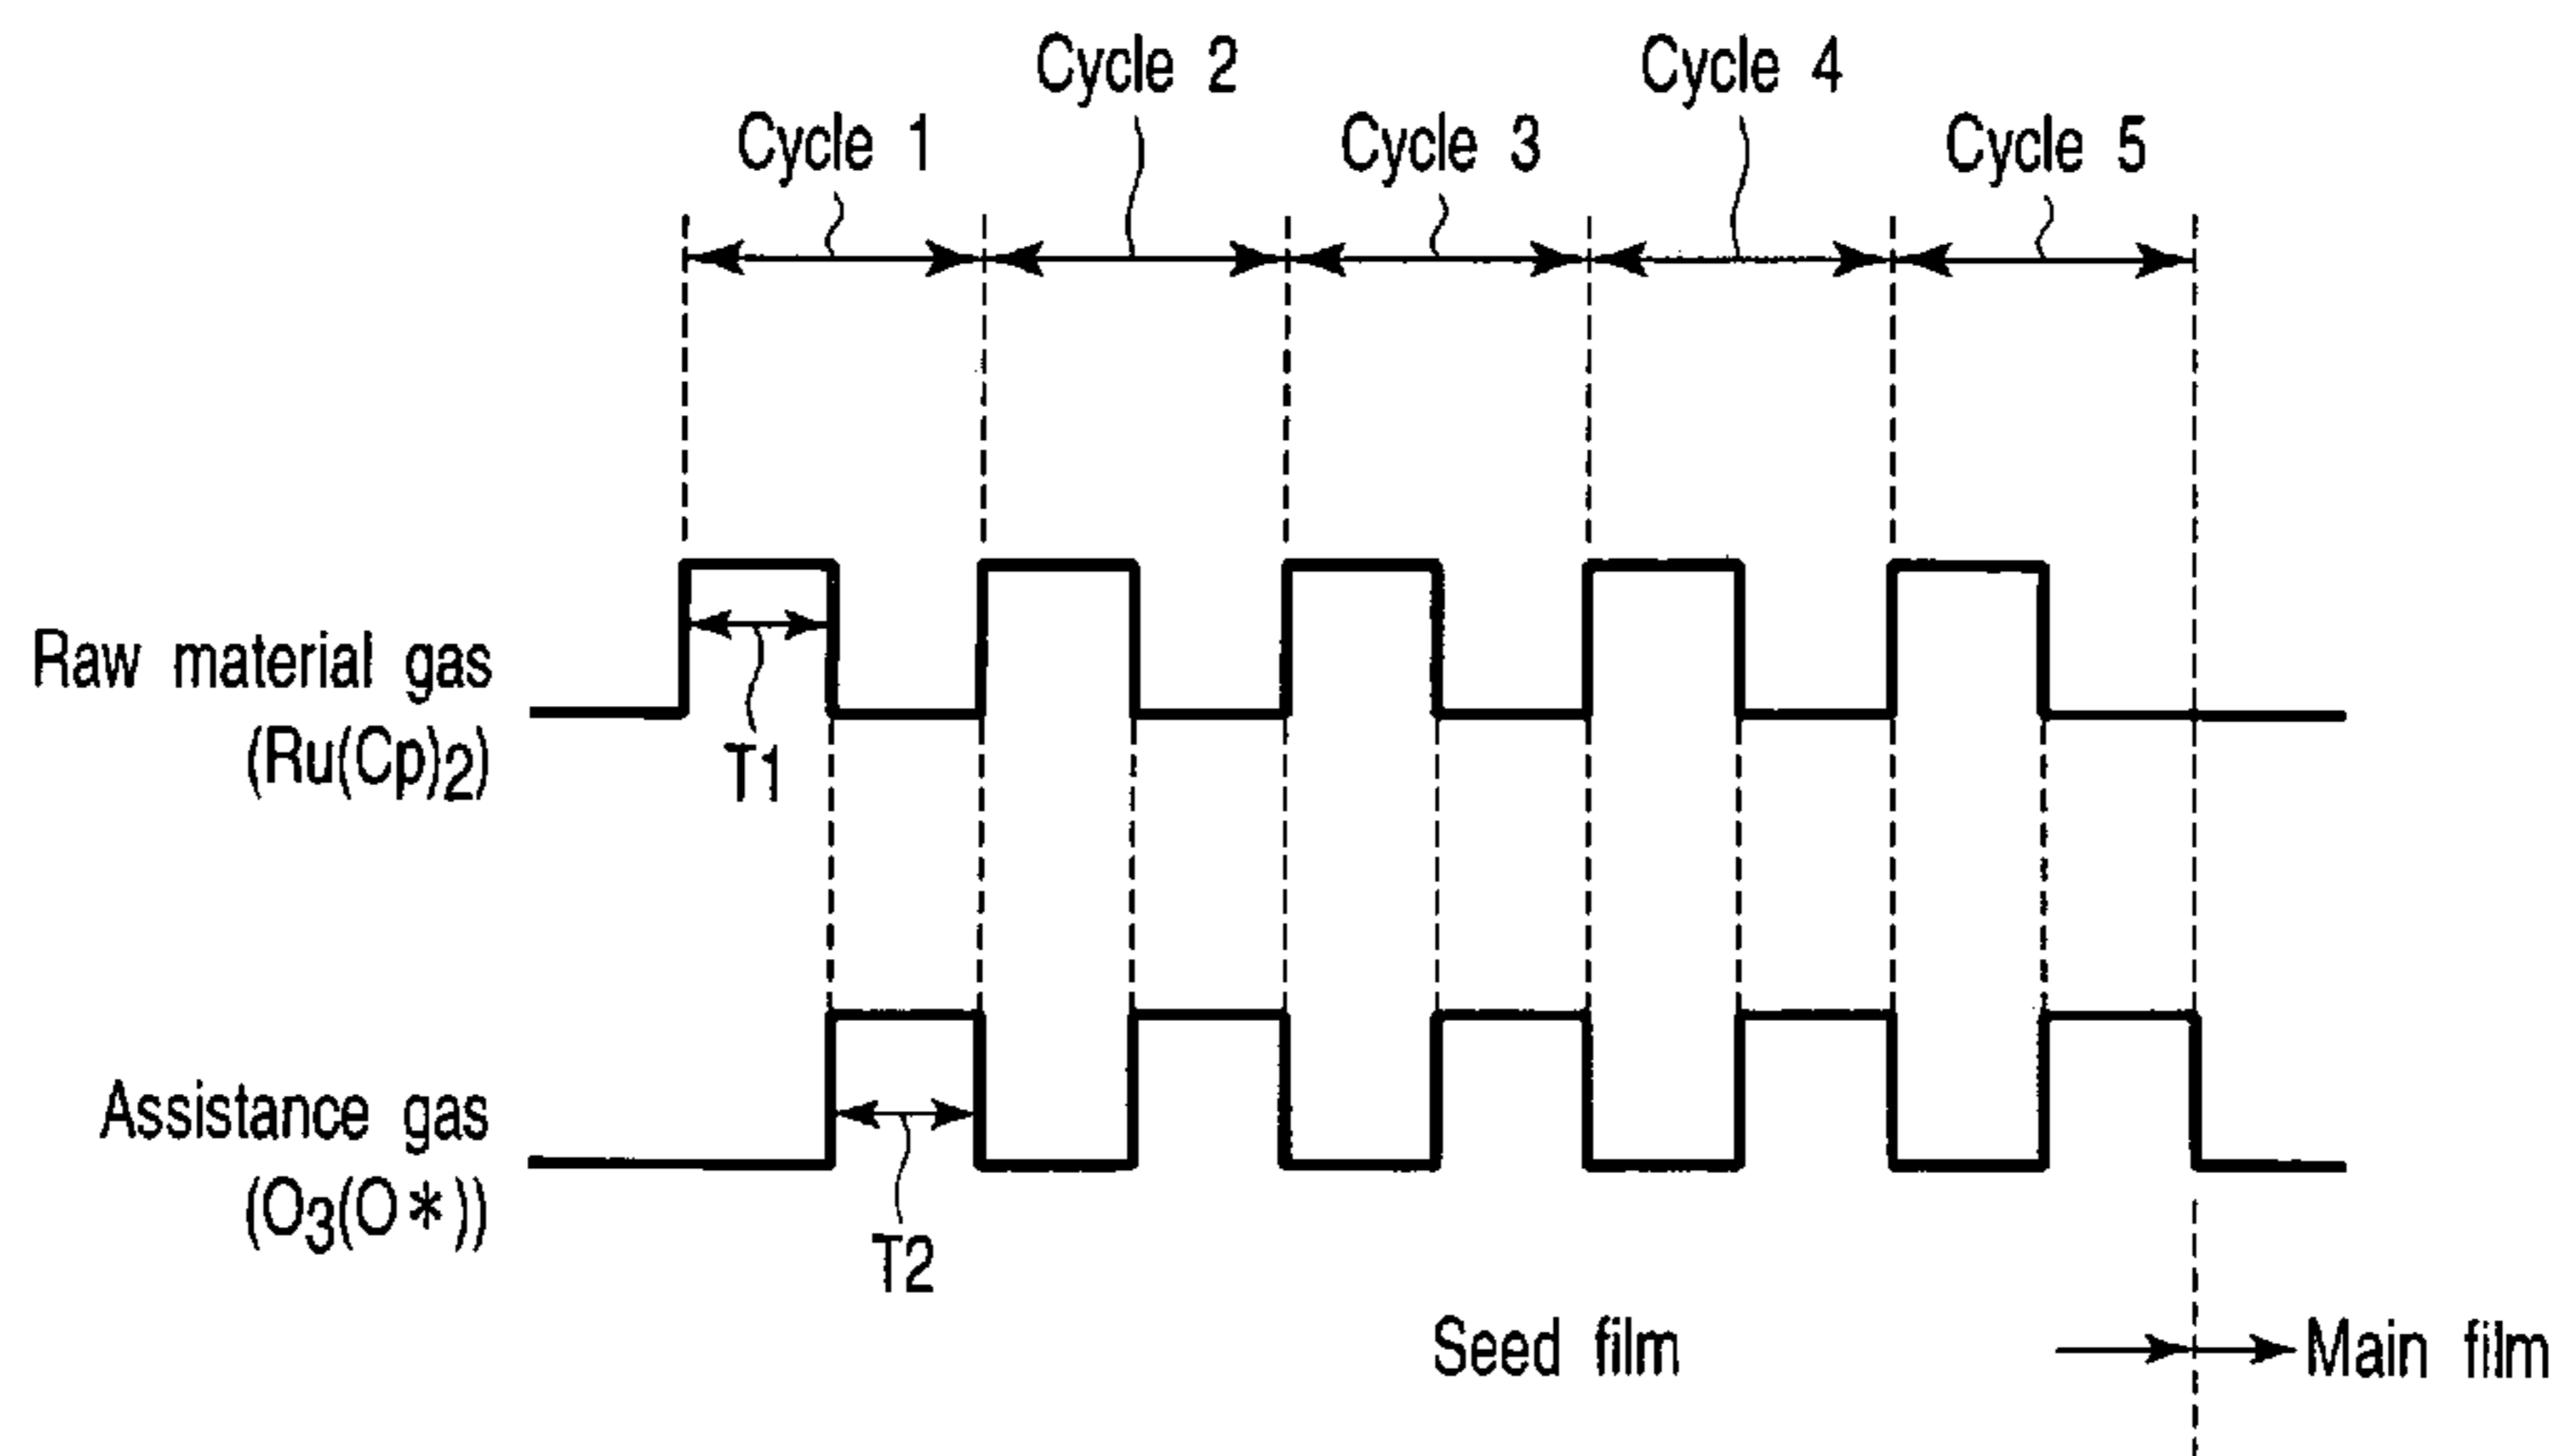 Cycle 1
Cycle 2
Cycle 3
Cycle 4
Cycle 5
Raw material gas
(Ru(Cp)2)
T1
Assistance gas
(O3(O*))
T2
Seed film
Main film